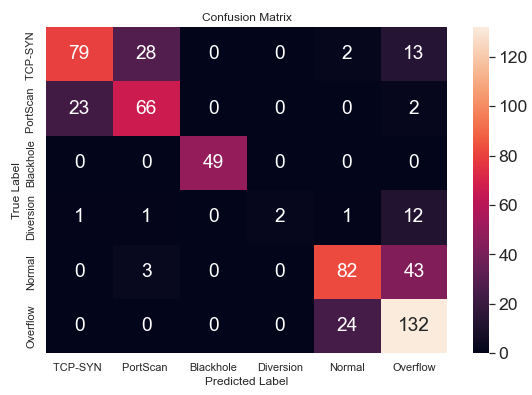 Confusion Matrix
True Label
TCP-SYN 79 28 0 0 2 13
PortScan 23 66 0 0 0 2
Blackhole 0 0 49 0 0 0
Diversion 1 1 0 2 1 12
Normal 0 3 0 0 82 43
Overflow 0 0 0 0 24 132
TCP-SYN PortScan Blackhole Diversion Normal Overflow
Predicted Label
120
100
80
60
40
20
0